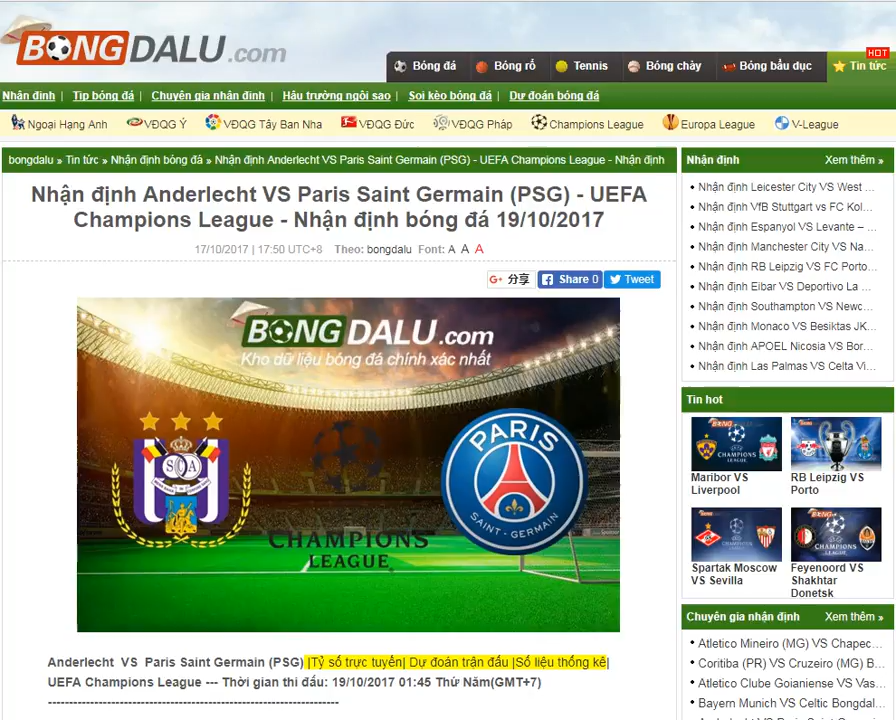 BONGDALU.com
Bóng đá Bóng rổ Tennis Bóng chày Bóng bầu dục Tin tức HOT
Nhận định | Tip bóng đá | Chuyên gia nhận định | Hậu trường ngôi sao | Soi kèo bóng đá | Dự đoán bóng đá
Ngoại Hạng Anh VĐQG Ý VĐQG Tây Ban Nha VĐQG Đức VĐQG Pháp Champions League Europa League V-League
bongdalu » Tin tức » Nhận định bóng đá » Nhận định Anderlecht VS Paris Saint Germain (PSG) - UEFA Champions League - Nhận định
Nhận định Anderlecht VS Paris Saint Germain (PSG) - UEFA
Champions League - Nhận định bóng đá 19/10/2017
17/10/2017 | 17:50 UTC+8 Theo: bongdalu Font: A A A
G+ 分享 Share 0 Tweet
BONGDALU.com
Kho dữ liệu bóng đá chính xác nhất
PARIS
SAINT-GERMAIN
CHAMPIONS
LEAGUE
Anderlecht VS Paris Saint Germain (PSG) |Tỷ số trực tuyến| Dự đoán trận đấu |Số liệu thống kê|
UEFA Champions League --- Thời gian thi đấu: 19/10/2017 01:45 Thứ Năm(GMT+7)
Nhận định Xem thêm »
Nhận định Leicester City VS West ...
Nhận định VfB Stuttgart vs FC Kol...
Nhận định Espanyol VS Levante – ...
Nhận định Manchester City VS Na...
Nhận định RB Leipzig VS FC Porto...
Nhận định Eibar VS Deportivo La ...
Nhận định Southampton VS Newc...
Nhận định Monaco VS Besiktas JK...
Nhận định APOEL Nicosia VS Bor...
Nhận định Las Palmas VS Celta Vi...
Tin hot
Maribor VS
Liverpool
RB Leipzig VS
Porto
Spartak Moscow
VS Sevilla
Feyenoord VS
Shakhtar
Donetsk
Chuyên gia nhận định Xem thêm »
Atletico Mineiro (MG) VS Chapec...
Coritiba (PR) VS Cruzeiro (MG) B...
Atletico Clube Goianiense VS Vas...
Bayern Munich VS Celtic Bongdal...